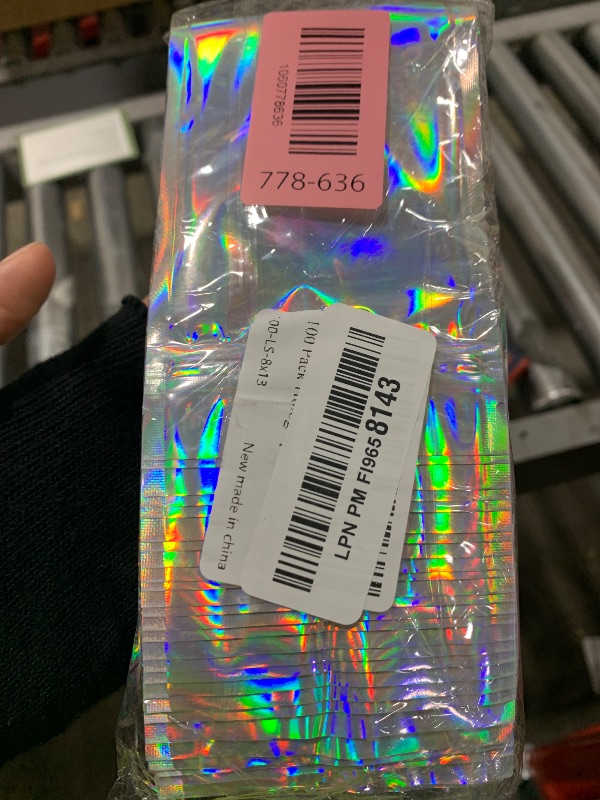 1060778636
778-636
00-LS-8x13
100 Pack
New made in china
LPN PM FI9658143